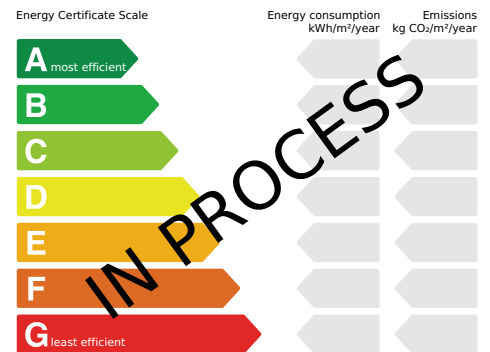 Energy Certificate Scale
Energy consumption
kWh/m²/year
Emissions
kg CO₂/m²/year
A most efficient
B
C
D
E
F
G least efficient
IN PROCESS